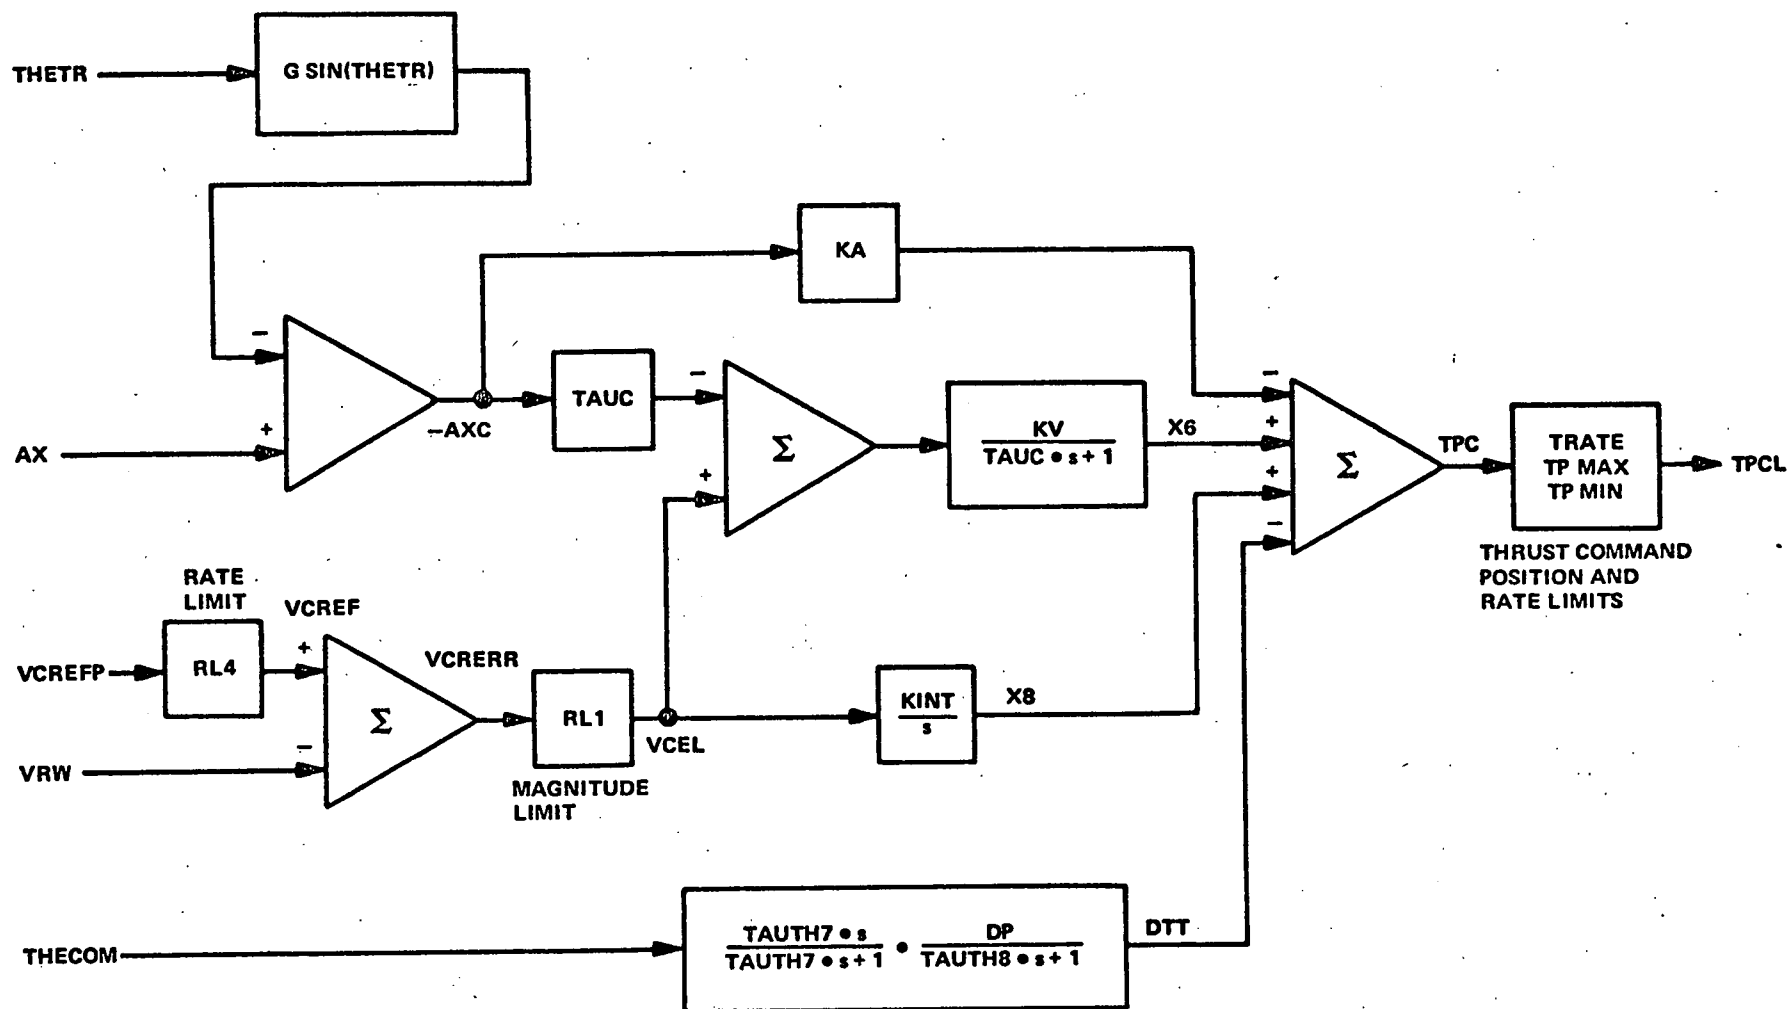 THETR
G SIN(THETR)
KA
−
−
TAUC
−
−AXC
+
AX
Σ
KV
TAUC • s + 1
X6
+
+
+
−
Σ
TPC
TRATE
TP MAX
TP MIN
TPCL
THRUST COMMAND
POSITION AND
RATE LIMITS
RATE
LIMIT
VCREF
VCREFP
RL4
+
Σ
VCRERR
−
VRW
RL1
VCEL
MAGNITUDE
LIMIT
KINT
s
X8
THECOM
TAUTH7 • s
TAUTH7 • s + 1
•
DP
TAUTH8 • s + 1
DTT